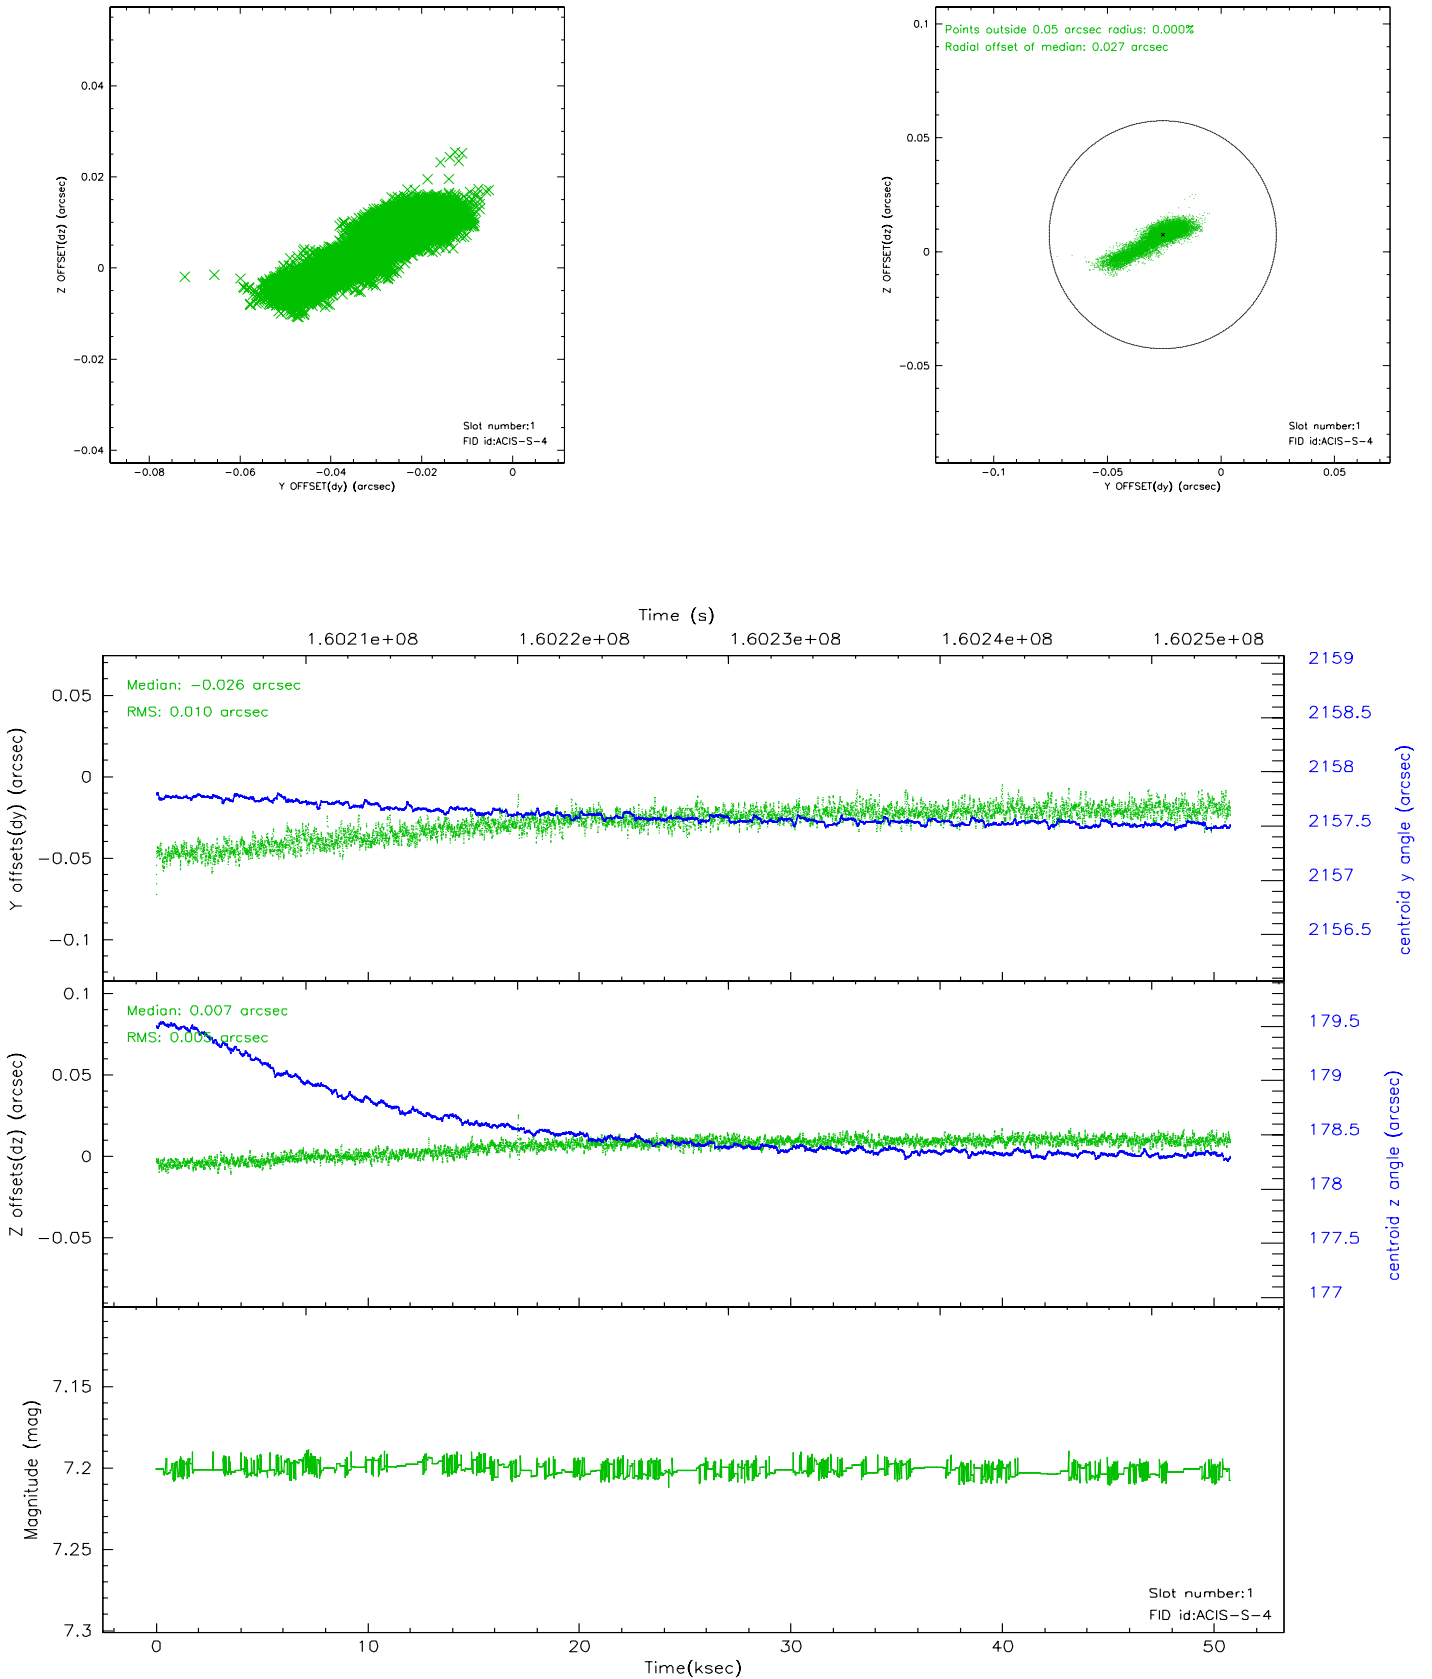 0.04
0.02
0
−0.02
−0.04
Z OFFSET(dz) (arcsec)
Slot number:1
FID id:ACIS−S−4
−0.08 −0.06 −0.04 −0.02 0
Y OFFSET(dy) (arcsec)
Points outside 0.05 arcsec radius: 0.000%
Radial offset of median: 0.027 arcsec
0.1
0.05
0
−0.05
Z OFFSET(dz) (arcsec)
Slot number:1
FID id:ACIS−S−4
−0.1 −0.05 0 0.05
Y OFFSET(dy) (arcsec)
Time (s)
1.6021e+08 1.6022e+08 1.6023e+08 1.6024e+08 1.6025e+08
Median: −0.026 arcsec
RMS: 0.010 arcsec
0.05
0
−0.05
−0.1
Y offsets(dy) (arcsec)
2159
2158.5
2158
2157.5
2157
2156.5
centroid y angle (arcsec)
Median: 0.007 arcsec
RMS: 0.005 arcsec
0.1
0.05
0
−0.05
Z offsets(dz) (arcsec)
179.5
179
178.5
178
177.5
177
centroid z angle (arcsec)
7.15
7.2
7.25
7.3
Magnitude (mag)
Slot number:1
FID id:ACIS−S−4
0 10 20 30 40 50
Time(ksec)